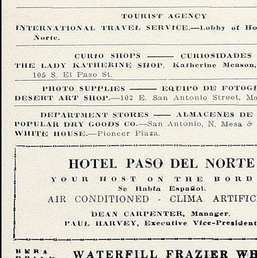 TOURIST AGENCY
INTERNATIONAL TRAVEL SERVICE.—Lobby of Ho
Norte.
CURIO SHOPS — CURIOSIDADES
THE LADY KATHERINE SHOP. Katherine Meason,
105 S. El Paso St.
PHOTO SUPPLIES — EQUIPO DE FOTOG
DESERT ART SHOP.—102 E. San Antonio Street, Ma
DEPARTMENT STORES — ALMACENES DE
POPULAR DRY GOODS CO.—San Antonio, N. Mesa &
WHITE HOUSE.—Pioneer Plaza.
HOTEL PASO DEL NORTE
YOUR HOST ON THE BORD
Se Habla Español.
AIR CONDITIONED - CLIMA ARTIFIC
DEAN CARPENTER, Manager.
PAUL HARVEY, Executive Vice-President
WATERFILL FRAZIER WH